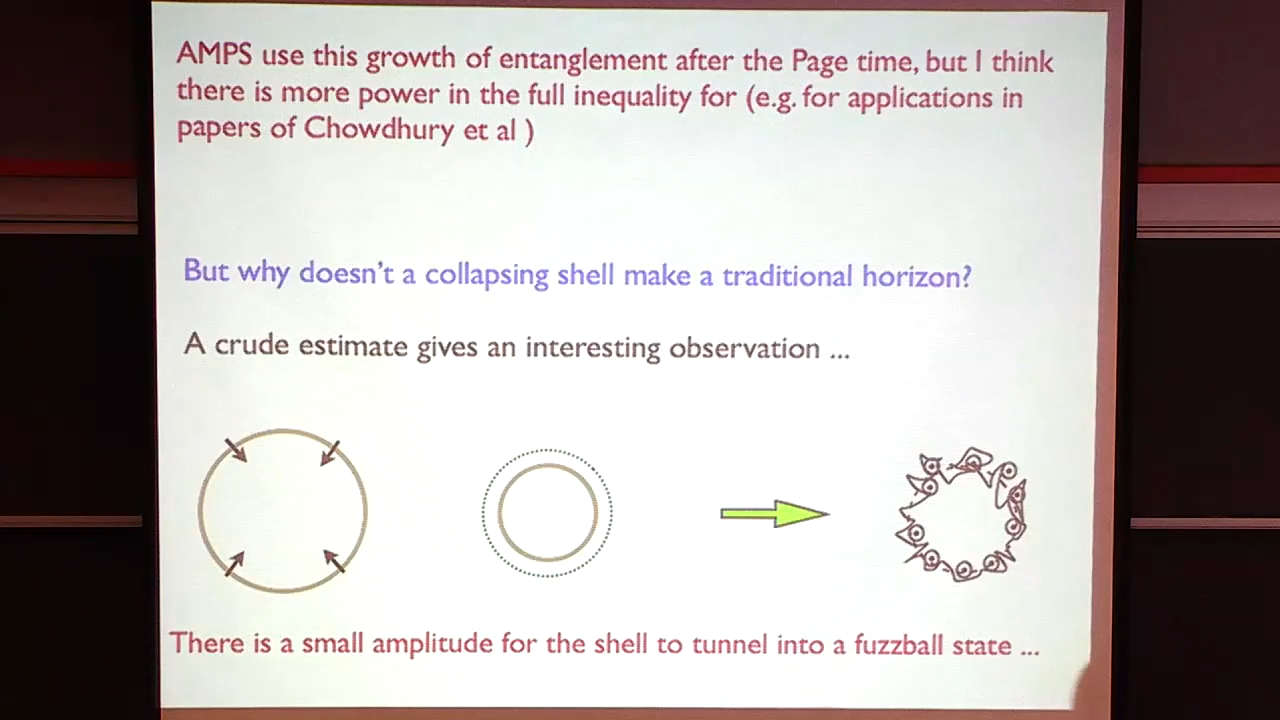 AMPS use this growth of entanglement after the Page time, but I think
there is more power in the full inequality for (e.g. for applications in
papers of Chowdhury et al )
But why doesn't a collapsing shell make a traditional horizon?
A crude estimate gives an interesting observation ...
There is a small amplitude for the shell to tunnel into a fuzzball state ...